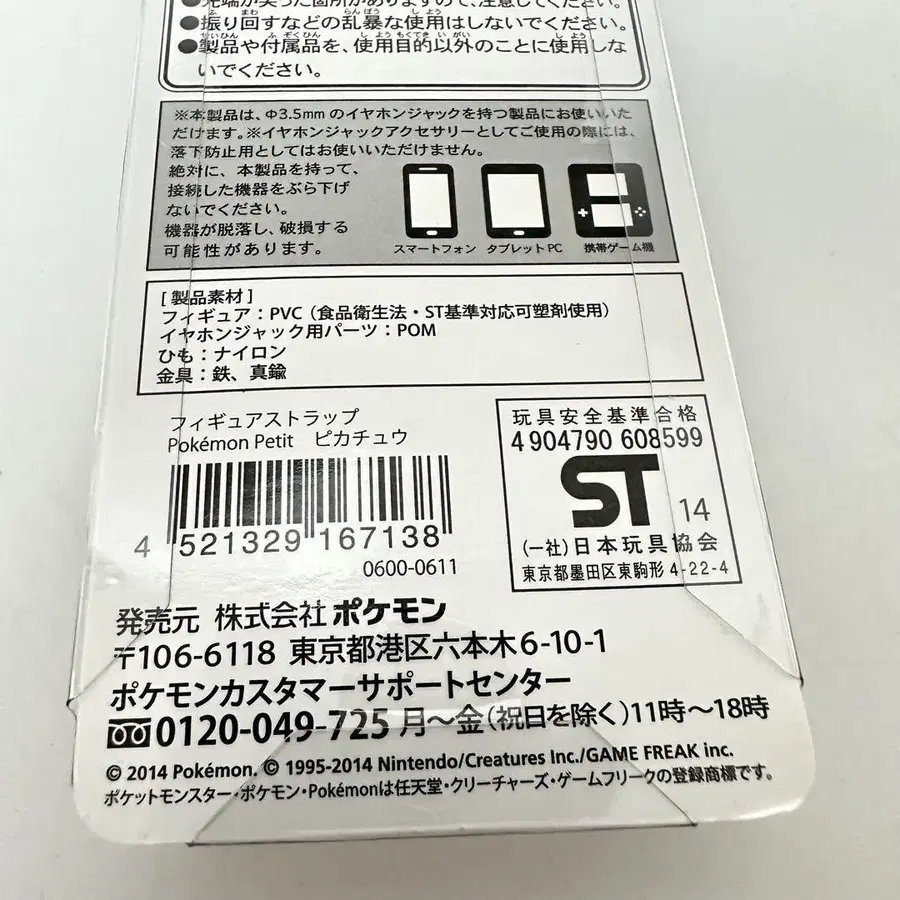 ●先端が尖った箇所がありますので、注意してください。
●振り回すなどの乱暴な使用はしないでください。
●製品や付属品を、使用目的以外のことに使用しな
いでください。
※本製品は、Φ3.5mmのイヤホンジャックを持つ製品にお使いいた
だけます。※イヤホンジャックアクセサリーとしてご使用の際には、
落下防止用としてはお使いいただけません。
絶対に、本製品を持って、
接続した機器をぶら下げ
ないでください。
機器が脱落し、破損する
可能性があります。
スマートフォン タブレットPC 携帯ゲーム機
[製品素材]
フィギュア：PVC（食品衛生法・ST基準対応可塑剤使用）
イヤホンジャック用パーツ：POM
ひも：ナイロン
金具：鉄、真鍮
フィギュアストラップ
Pokémon Petit ピカチュウ
4 521329 167138
0600-0611
玩具安全基準合格
4904790 608599
ST 14
(一社)日本玩具協会
東京都墨田区東駒形 4-22-4
発売元 株式会社 ポケモン
〒106-6118 東京都港区六本木6-10-1
ポケモンカスタマーサポートセンター
0120-049-725 月～金(祝日を除く)11時～18時
© 2014 Pokémon. © 1995-2014 Nintendo/Creatures Inc./GAME FREAK inc.
ポケットモンスター・ポケモン・Pokémonは任天堂・クリーチャーズ・ゲームフリークの登録商標です。